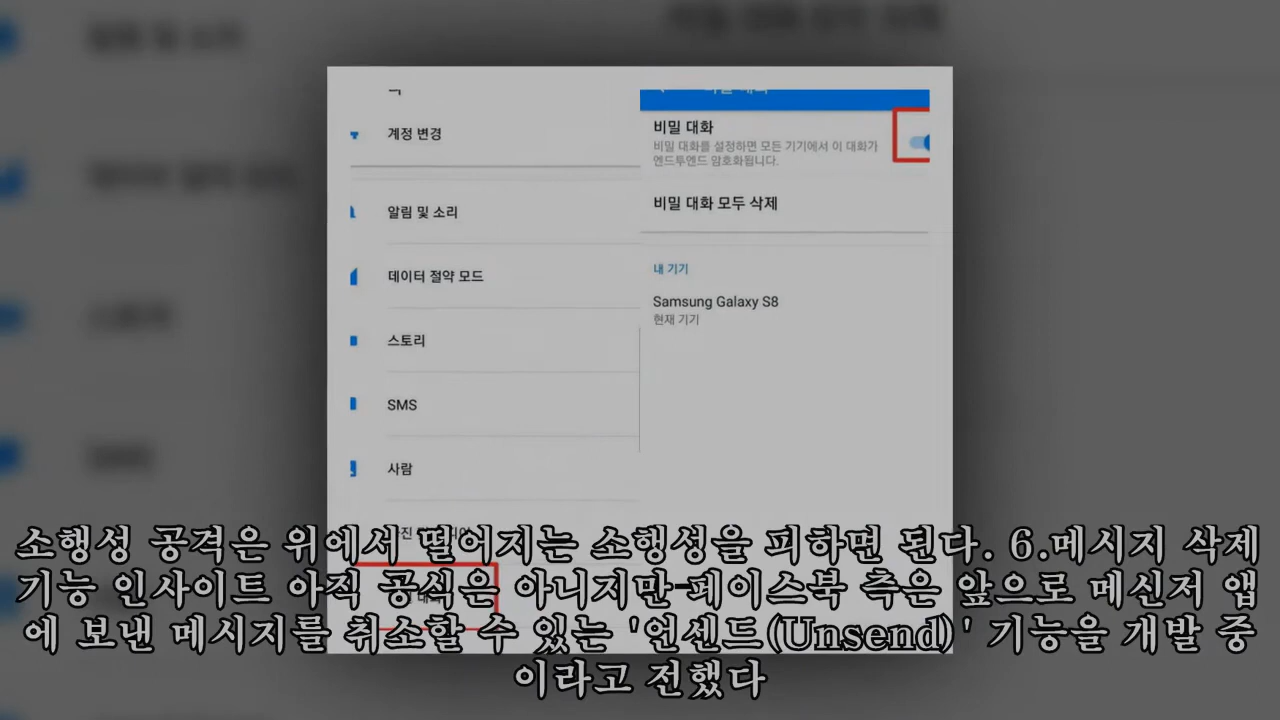 계정 변경
알림 및 소리
데이터 절약 모드
스토리
SMS
사람
비밀 대화
비밀 대화를 설정하면 모든 기기에서 이 대화가
엔드투엔드 암호화됩니다.
비밀 대화 모두 삭제
내 기기
Samsung Galaxy S8
현재 기기
소행성 공격은 위에서 떨어지는 소행성을 피하면 된다. 6.메시지 삭제
기능 인사이트 아직 공식은 아니지만 페이스북 측은 앞으로 메신저 앱
에 보낸 메시지를 취소할 수 있는 '언센드(Unsend)' 기능을 개발 중
이라고 전했다